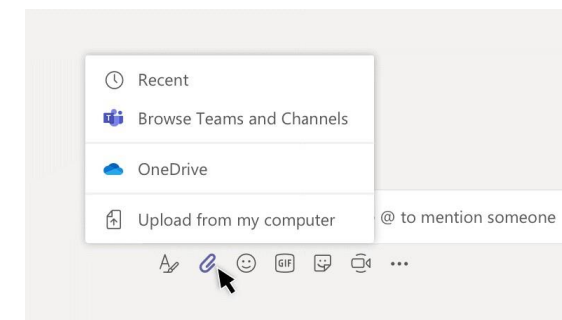 Recent
Browse Teams and Channels
OneDrive
Upload from my computer
@ to mention someone
GIF